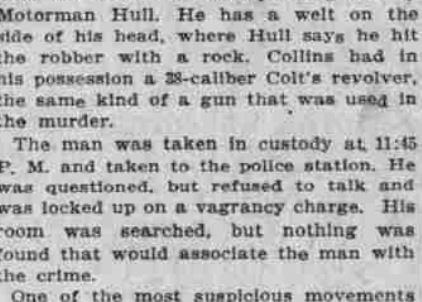 Motorman Hull. He has a welt on the
side of his head, where Hull says he hit
the robber with a rock. Collins had in
his possession a 38-caliber Colt's revolver,
the same kind of a gun that was used in
the murder.
The man was taken in custody at 11:45
P. M. and taken to the police station. He
was questioned, but refused to talk and
was locked up on a vagrancy charge. His
room was searched, but nothing was
found that would associate the man with
the crime.
One of the most suspicious movements